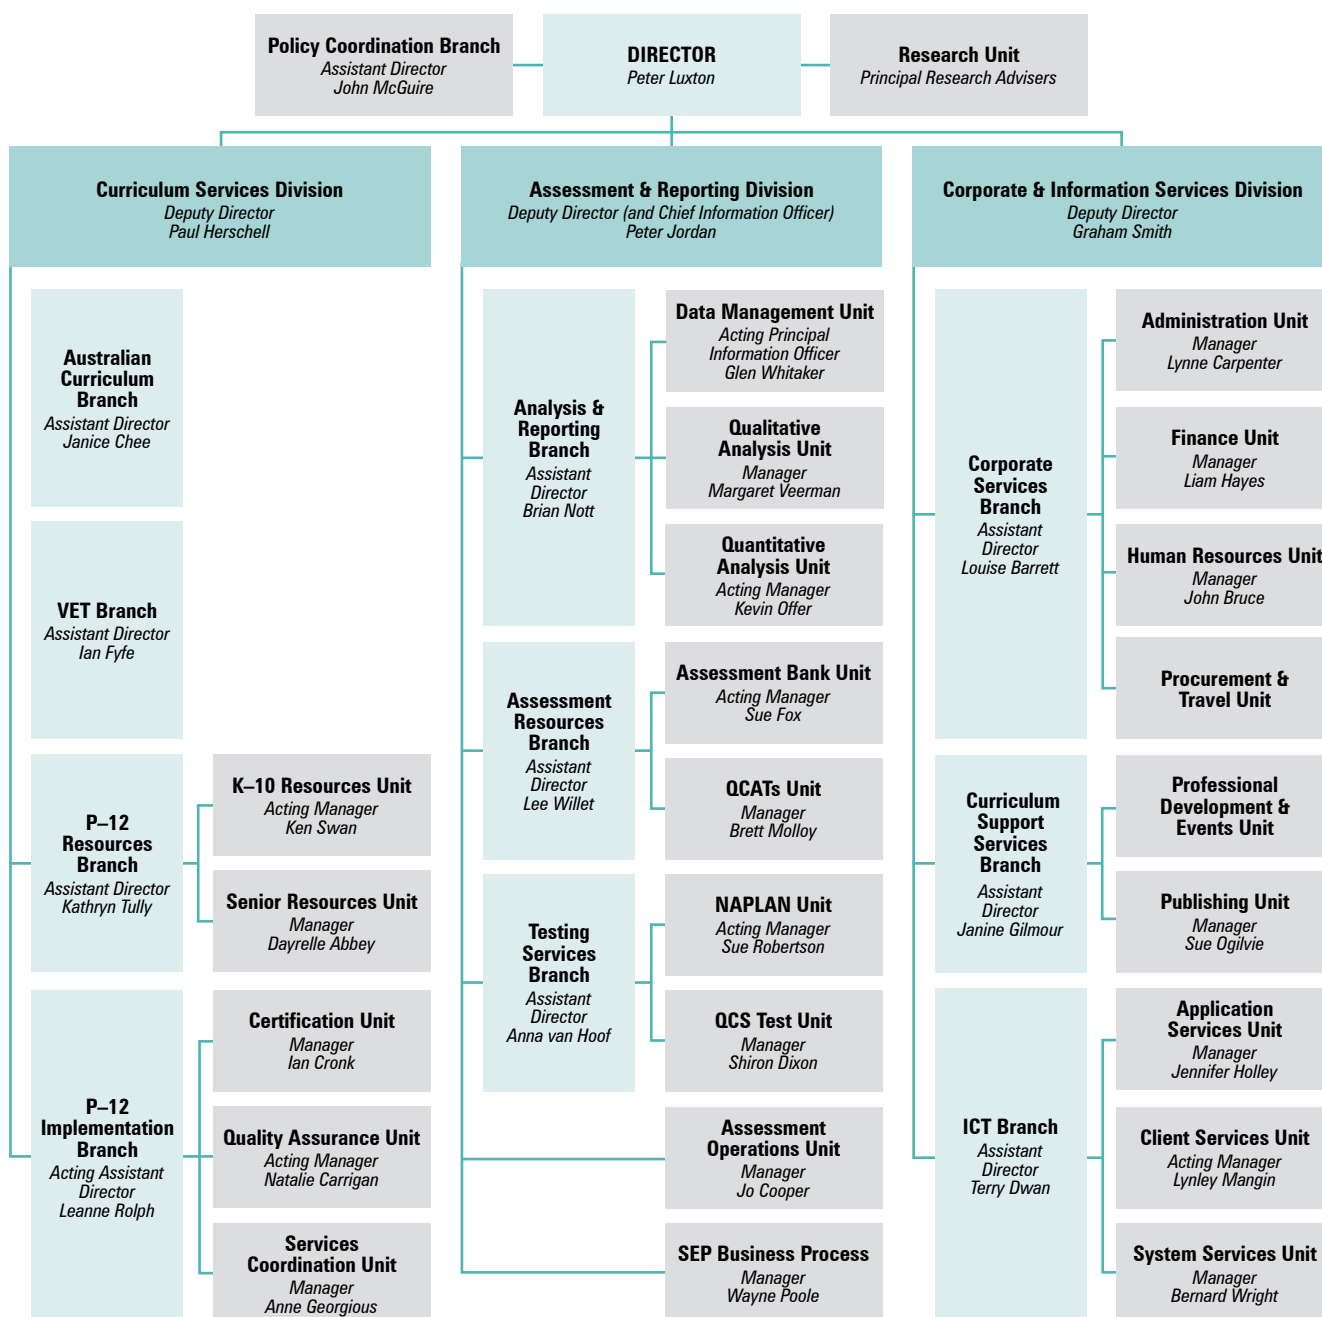 Policy Coordination Branch
Assistant Director
John McGuire
DIRECTOR
Peter Luxton
Research Unit
Principal Research Advisers
Curriculum Services Division
Deputy Director
Paul Herschell
Australian
Curriculum
Branch
Assistant Director
Janice Chee
VET Branch
Assistant Director
Ian Fyfe
P–12
Resources
Branch
Assistant Director
Kathryn Tully
K–10 Resources Unit
Acting Manager
Ken Swan
Senior Resources Unit
Manager
Dayrelle Abbey
P–12
Implementation
Branch
Acting Assistant
Director
Leanne Rolph
Certification Unit
Manager
Ian Cronk
Quality Assurance Unit
Acting Manager
Natalie Carrigan
Services
Coordination Unit
Manager
Anne Georgious
Assessment & Reporting Division
Deputy Director (and Chief Information Officer)
Peter Jordan
Analysis &
Reporting
Branch
Assistant
Director
Brian Nott
Data Management Unit
Acting Principal
Information Officer
Glen Whitaker
Qualitative
Analysis Unit
Manager
Margaret Veerman
Quantitative
Analysis Unit
Acting Manager
Kevin Offer
Assessment
Resources
Branch
Assistant
Director
Lee Willet
Assessment Bank Unit
Acting Manager
Sue Fox
QCATs Unit
Manager
Brett Molloy
Testing
Services
Branch
Assistant
Director
Anna van Hoof
NAPLAN Unit
Acting Manager
Sue Robertson
QCS Test Unit
Manager
Shiron Dixon
Assessment
Operations Unit
Manager
Jo Cooper
SEP Business Process
Manager
Wayne Poole
Corporate & Information Services Division
Deputy Director
Graham Smith
Corporate
Services
Branch
Assistant
Director
Louise Barrett
Administration Unit
Manager
Lynne Carpenter
Finance Unit
Manager
Liam Hayes
Human Resources Unit
Manager
John Bruce
Procurement &
Travel Unit
Curriculum
Support
Services
Branch
Assistant
Director
Janine Gilmour
Professional
Development &
Events Unit
Publishing Unit
Manager
Sue Ogilvie
ICT Branch
Assistant
Director
Terry Dwan
Application
Services Unit
Manager
Jennifer Holley
Client Services Unit
Acting Manager
Lynley Mangin
System Services Unit
Manager
Bernard Wright